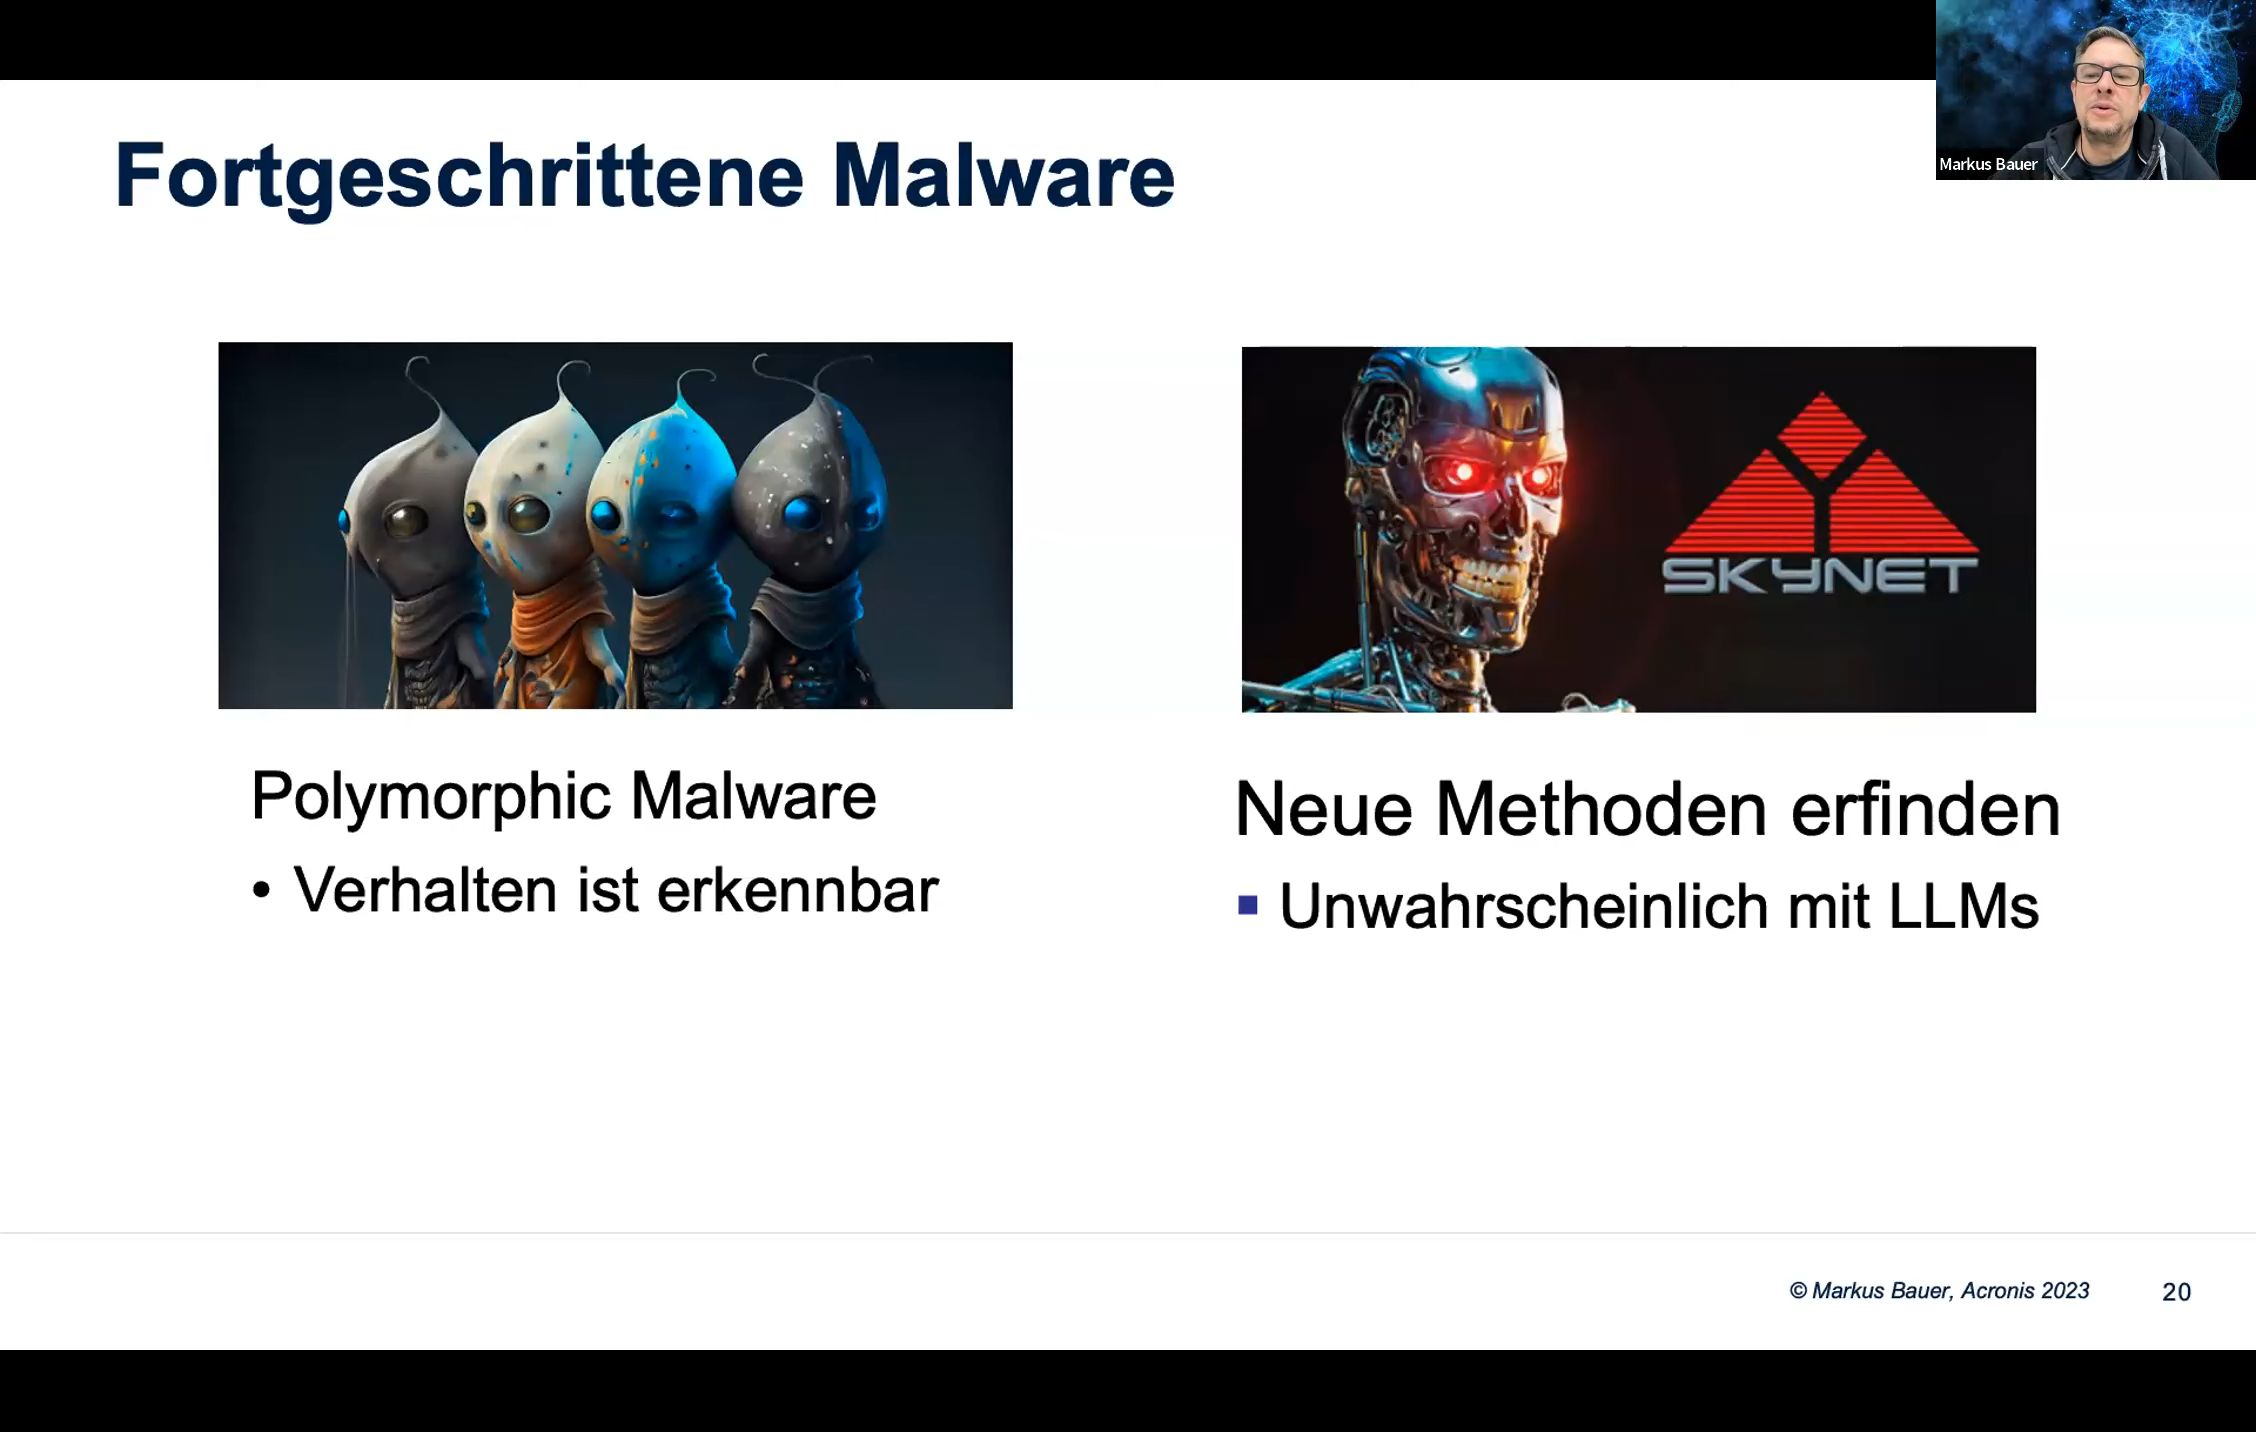 Markus Bauer
Fortgeschrittene Malware
SKYNET
Polymorphic Malware
• Verhalten ist erkennbar
Neue Methoden erfinden
▪ Unwahrscheinlich mit LLMs
© Markus Bauer, Acronis 2023
20